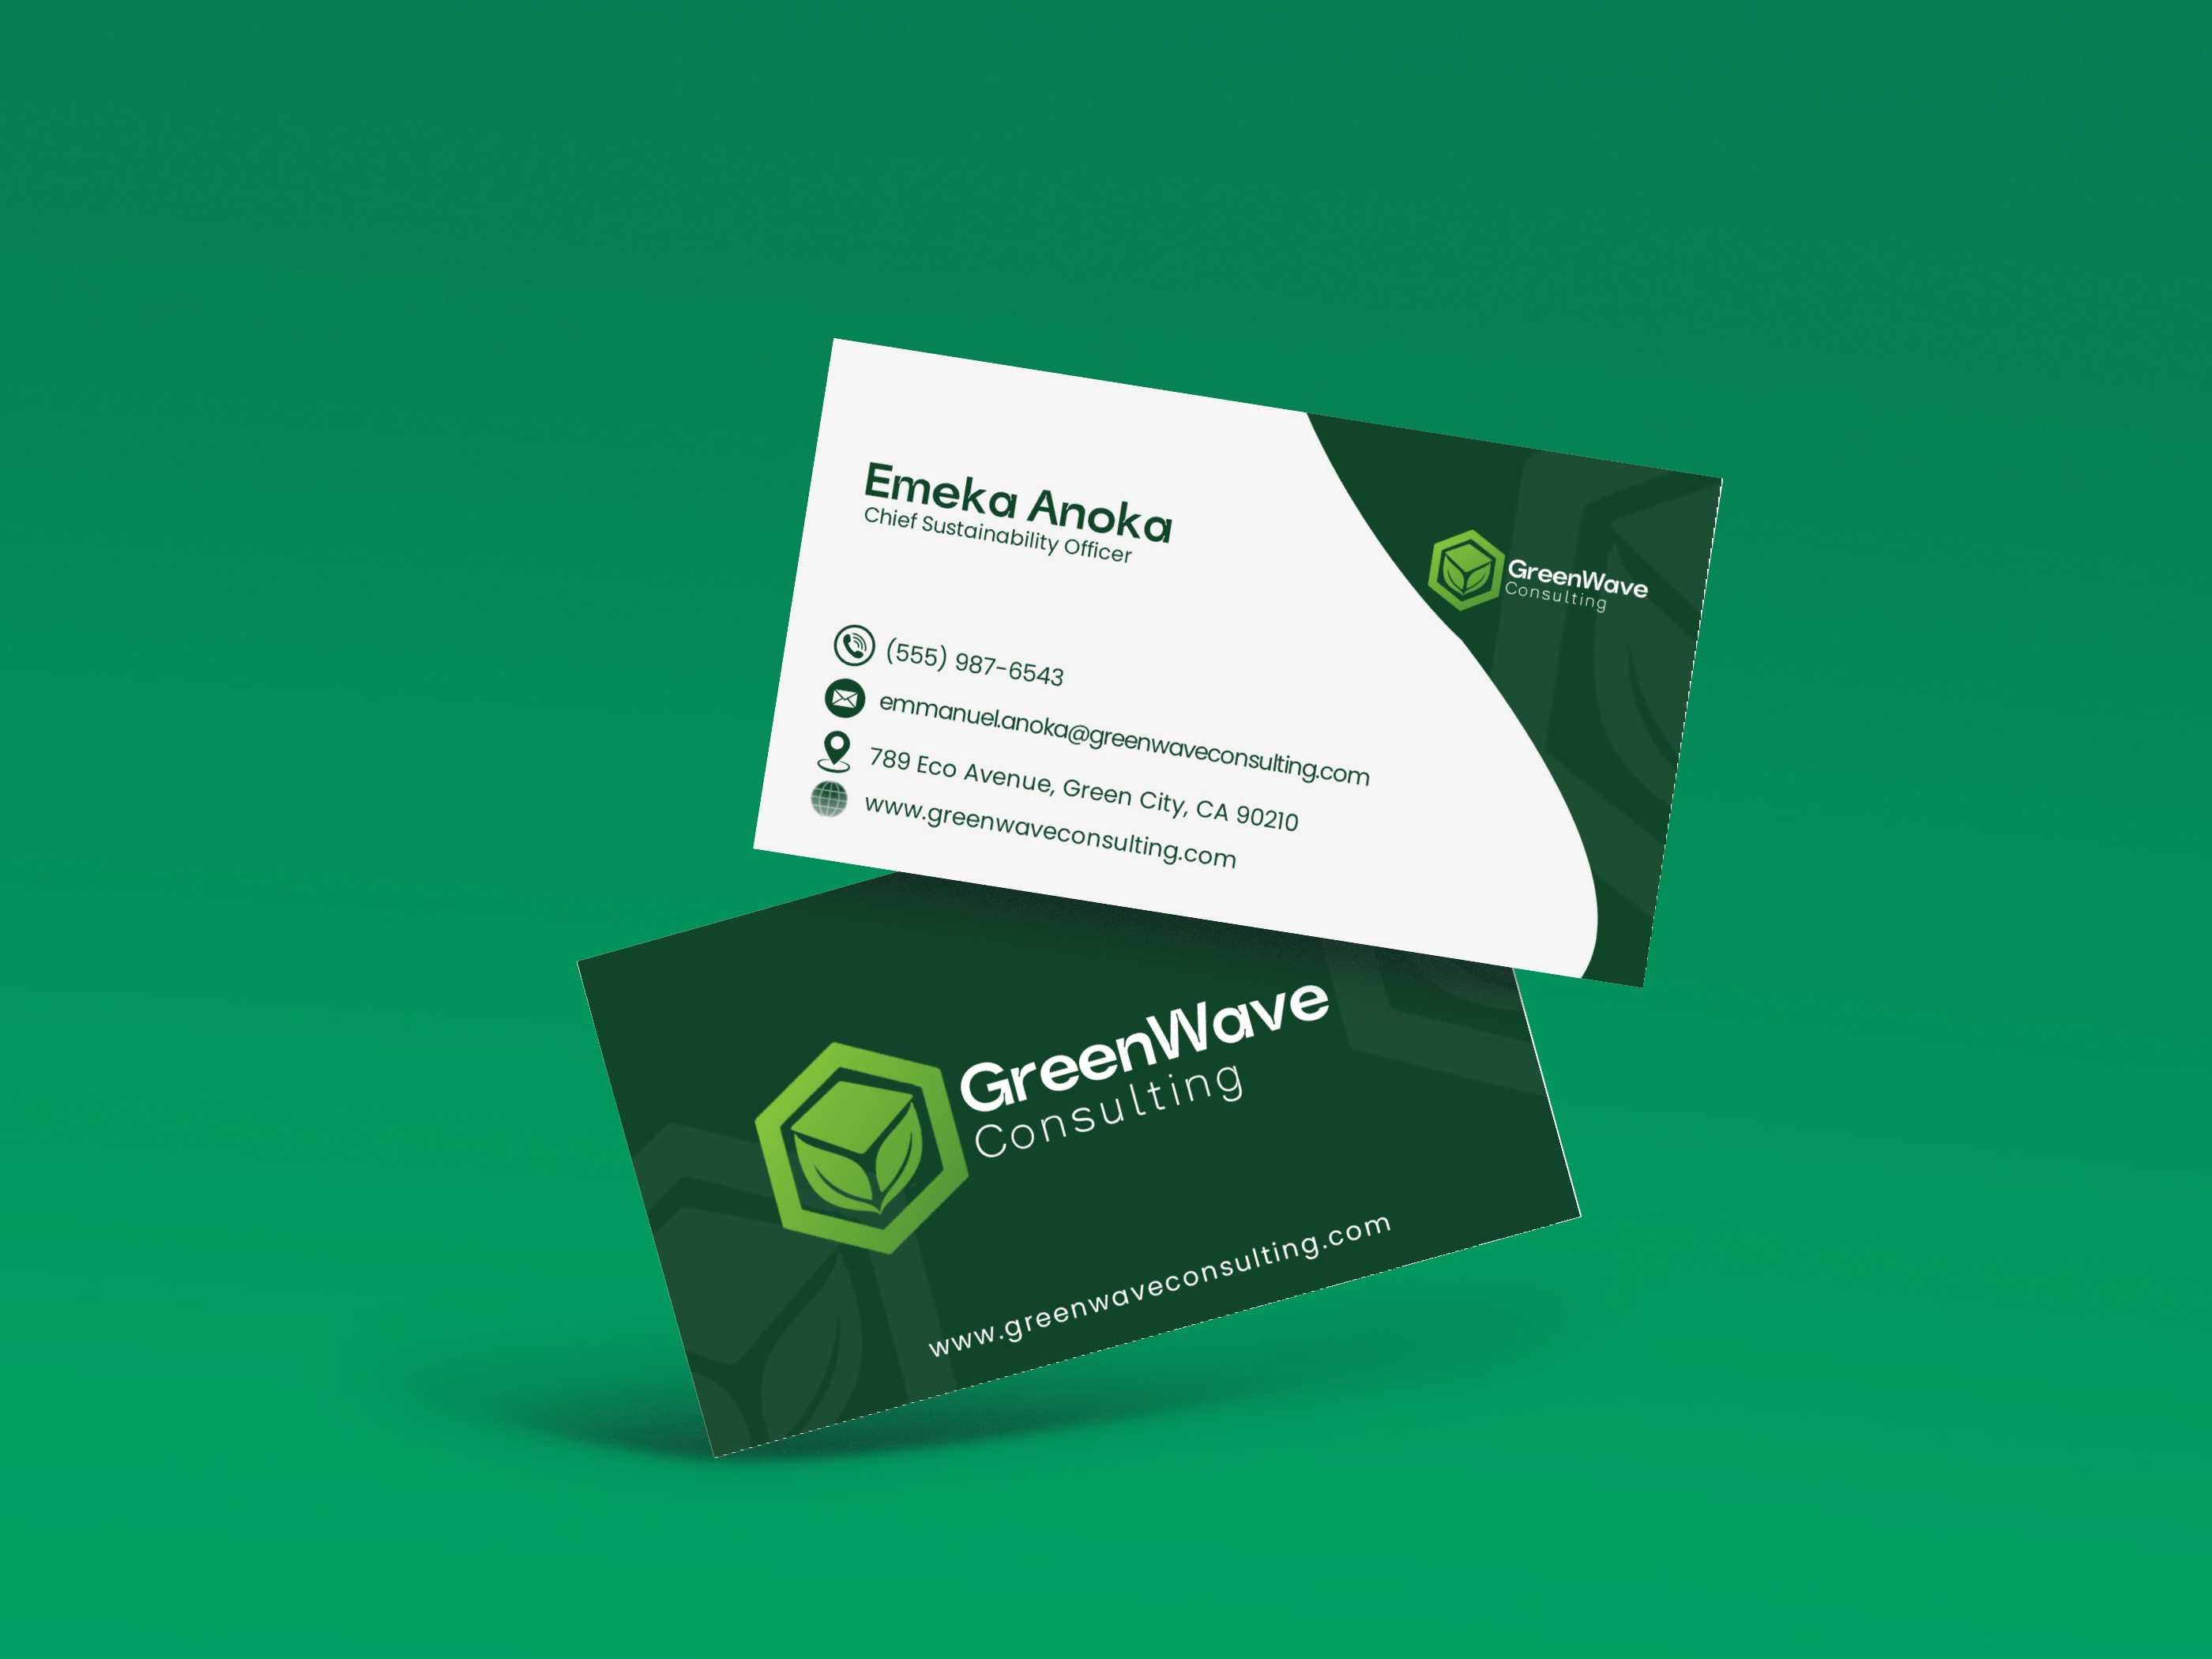 Emeka Anoka
Chief Sustainability Officer
GreenWave
Consulting
(555) 987-6543
emmanuel.anoka@greenwaveconsulting.com
789 Eco Avenue, Green City, CA 90210
www.greenwaveconsulting.com
GreenWave
Consulting
www.greenwaveconsulting.com